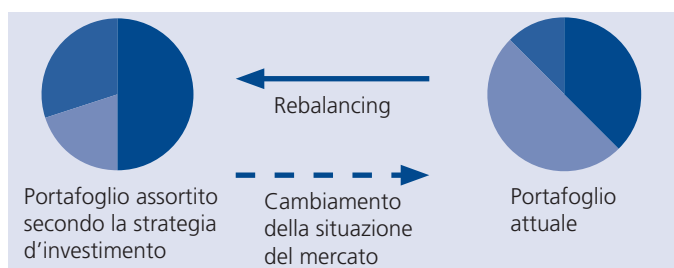 Rebalancing
Portafoglio assortito
secondo la strategia
d’investimento
Cambiamento
della situazione
del mercato
Portafoglio
attuale